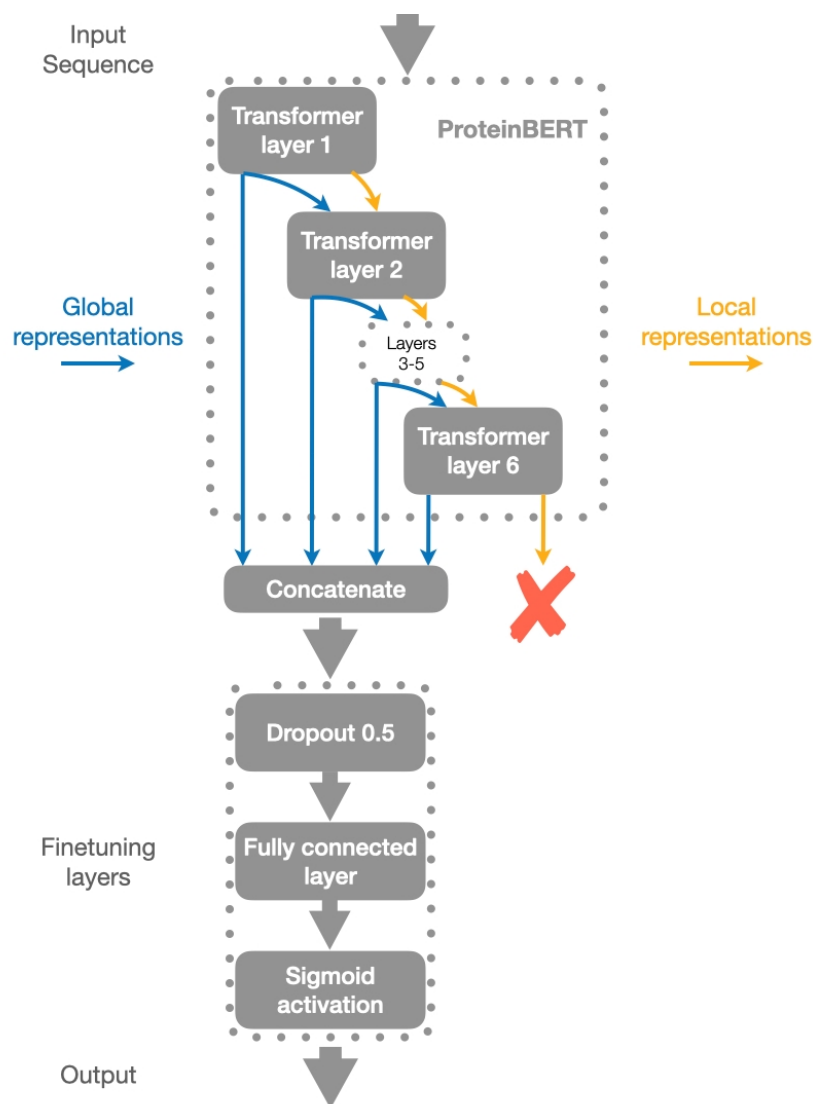 Input
Sequence
Transformer
layer 1
ProteinBERT
Transformer
layer 2
Global
representations
Layers
3-5
Local
representations
Transformer
layer 6
Concatenate
Dropout 0.5
Finetuning
layers
Fully connected
layer
Sigmoid
activation
Output